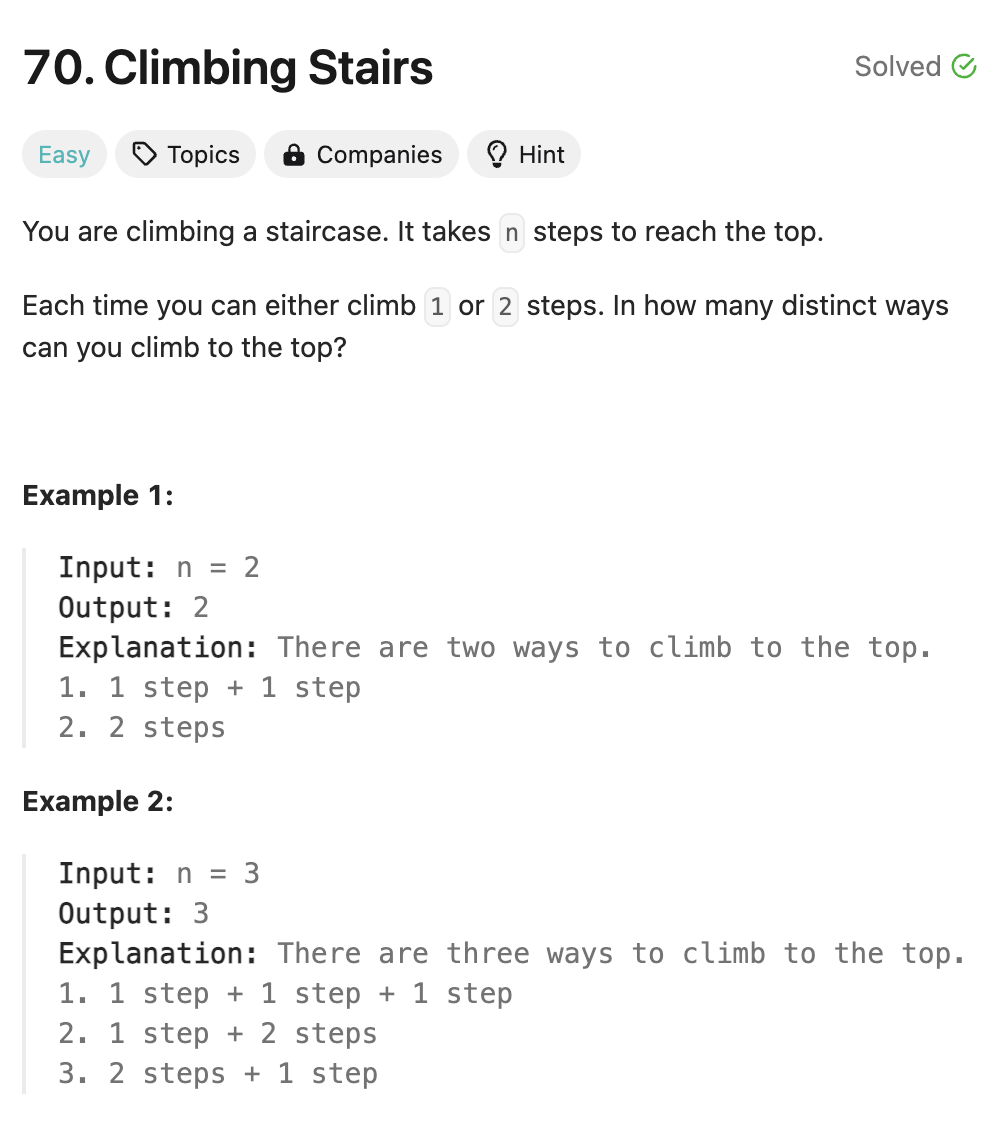 70. Climbing Stairs
Solved
Easy
Topics
Companies
Hint
You are climbing a staircase. It takes n steps to reach the top.
Each time you can either climb 1 or 2 steps. In how many distinct ways
can you climb to the top?
Example 1:
Input: n = 2
Output: 2
Explanation: There are two ways to climb to the top.
1. 1 step + 1 step
2. 2 steps
Example 2:
Input: n = 3
Output: 3
Explanation: There are three ways to climb to the top.
1. 1 step + 1 step + 1 step
2. 1 step + 2 steps
3. 2 steps + 1 step